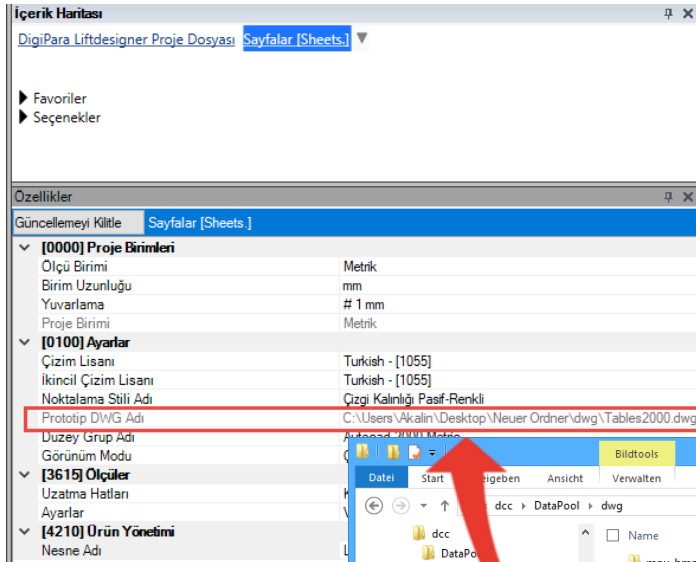 İçerik Haritası
DigiPara Liftdesigner Proje Dosyası Sayfalar [Sheets.]
Favoriler
Seçenekler
Özellikler
Güncellemeyi Kilitle Sayfalar [Sheets.]
[0000] Proje Birimleri
Ölçü Birimi Metrik
Birim Uzunluğu mm
Yuvarlama # 1 mm
Proje Birimi Metrik
[0100] Ayarlar
Çizim Lisanı Turkish - [1055]
İkincil Çizim Lisanı Turkish - [1055]
Noktalama Stili Adı Çizgi Kalınlığı Pasif-Renkli
Prototip DWG Adı C:\Users\Akalin\Desktop\Neuer Ordner\dwg\Tables2000.dwg
Düzey Grup Adı
Görünüm Modu
[3615] Ölçüler
Uzatma Hatları
Ayarlar
[4210] Ürün Yönetimi
Nesne Adı
Bildtools
Datei Start Ansicht Verwalten
dcc DataPool dwg
dcc Name